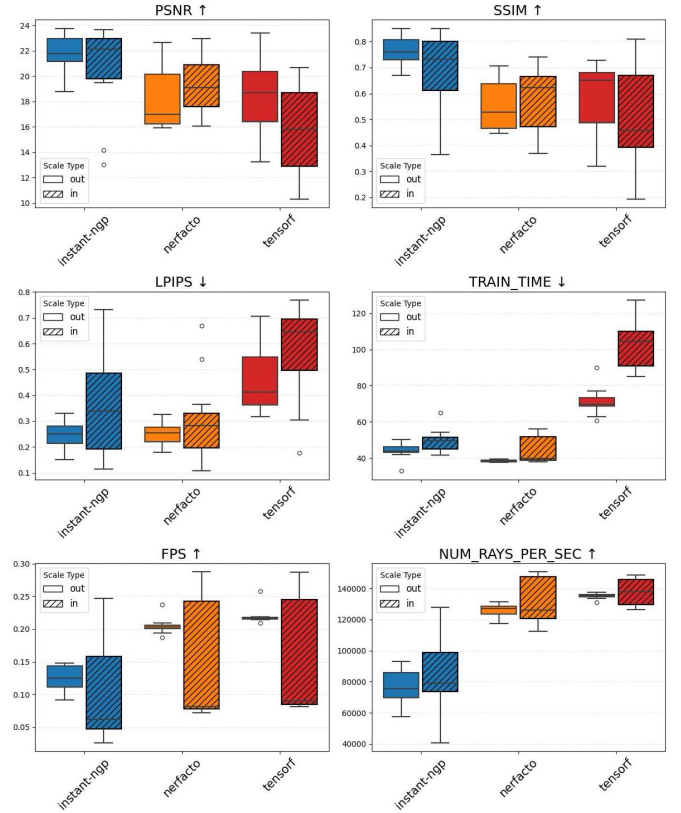 PSNR ↑
24
22
20
18
16
14
12
10
Scale Type
out
in
instant-ngp
nerfacto
tensorf
SSIM ↑
0.8
0.7
0.6
0.5
0.4
0.3
0.2
Scale Type
out
in
instant-ngp
nerfacto
tensorf
LPIPS ↓
0.8
0.7
0.6
0.5
0.4
0.3
0.2
0.1
Scale Type
out
in
instant-ngp
nerfacto
tensorf
TRAIN_TIME ↓
120
100
80
60
40
Scale Type
out
in
instant-ngp
nerfacto
tensorf
FPS ↑
0.30
0.25
0.20
0.15
0.10
0.05
Scale Type
out
in
instant-ngp
nerfacto
tensorf
NUM_RAYS_PER_SEC ↑
140000
120000
100000
80000
60000
40000
Scale Type
out
in
instant-ngp
nerfacto
tensorf